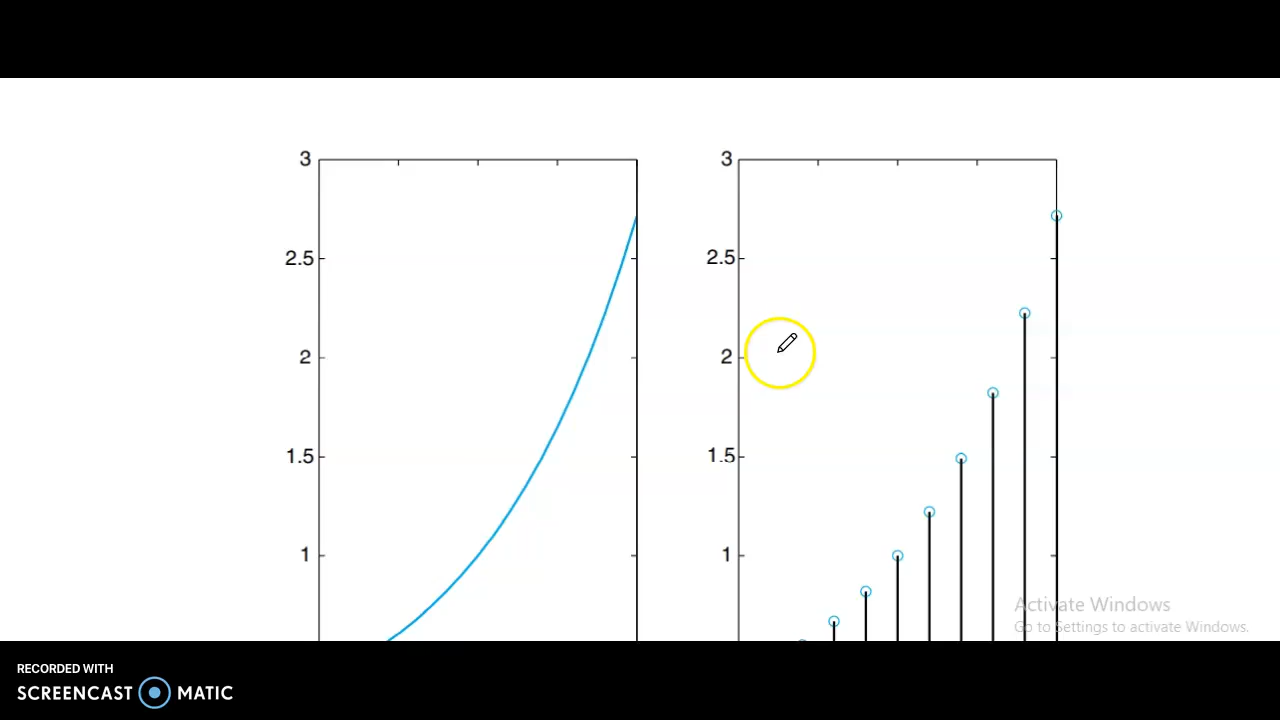 3
2.5
2
1.5
1
3
2.5
2
1.5
1
Activate Windows
Go to Settings to activate Windows.
RECORDED WITH
SCREENCAST MATIC